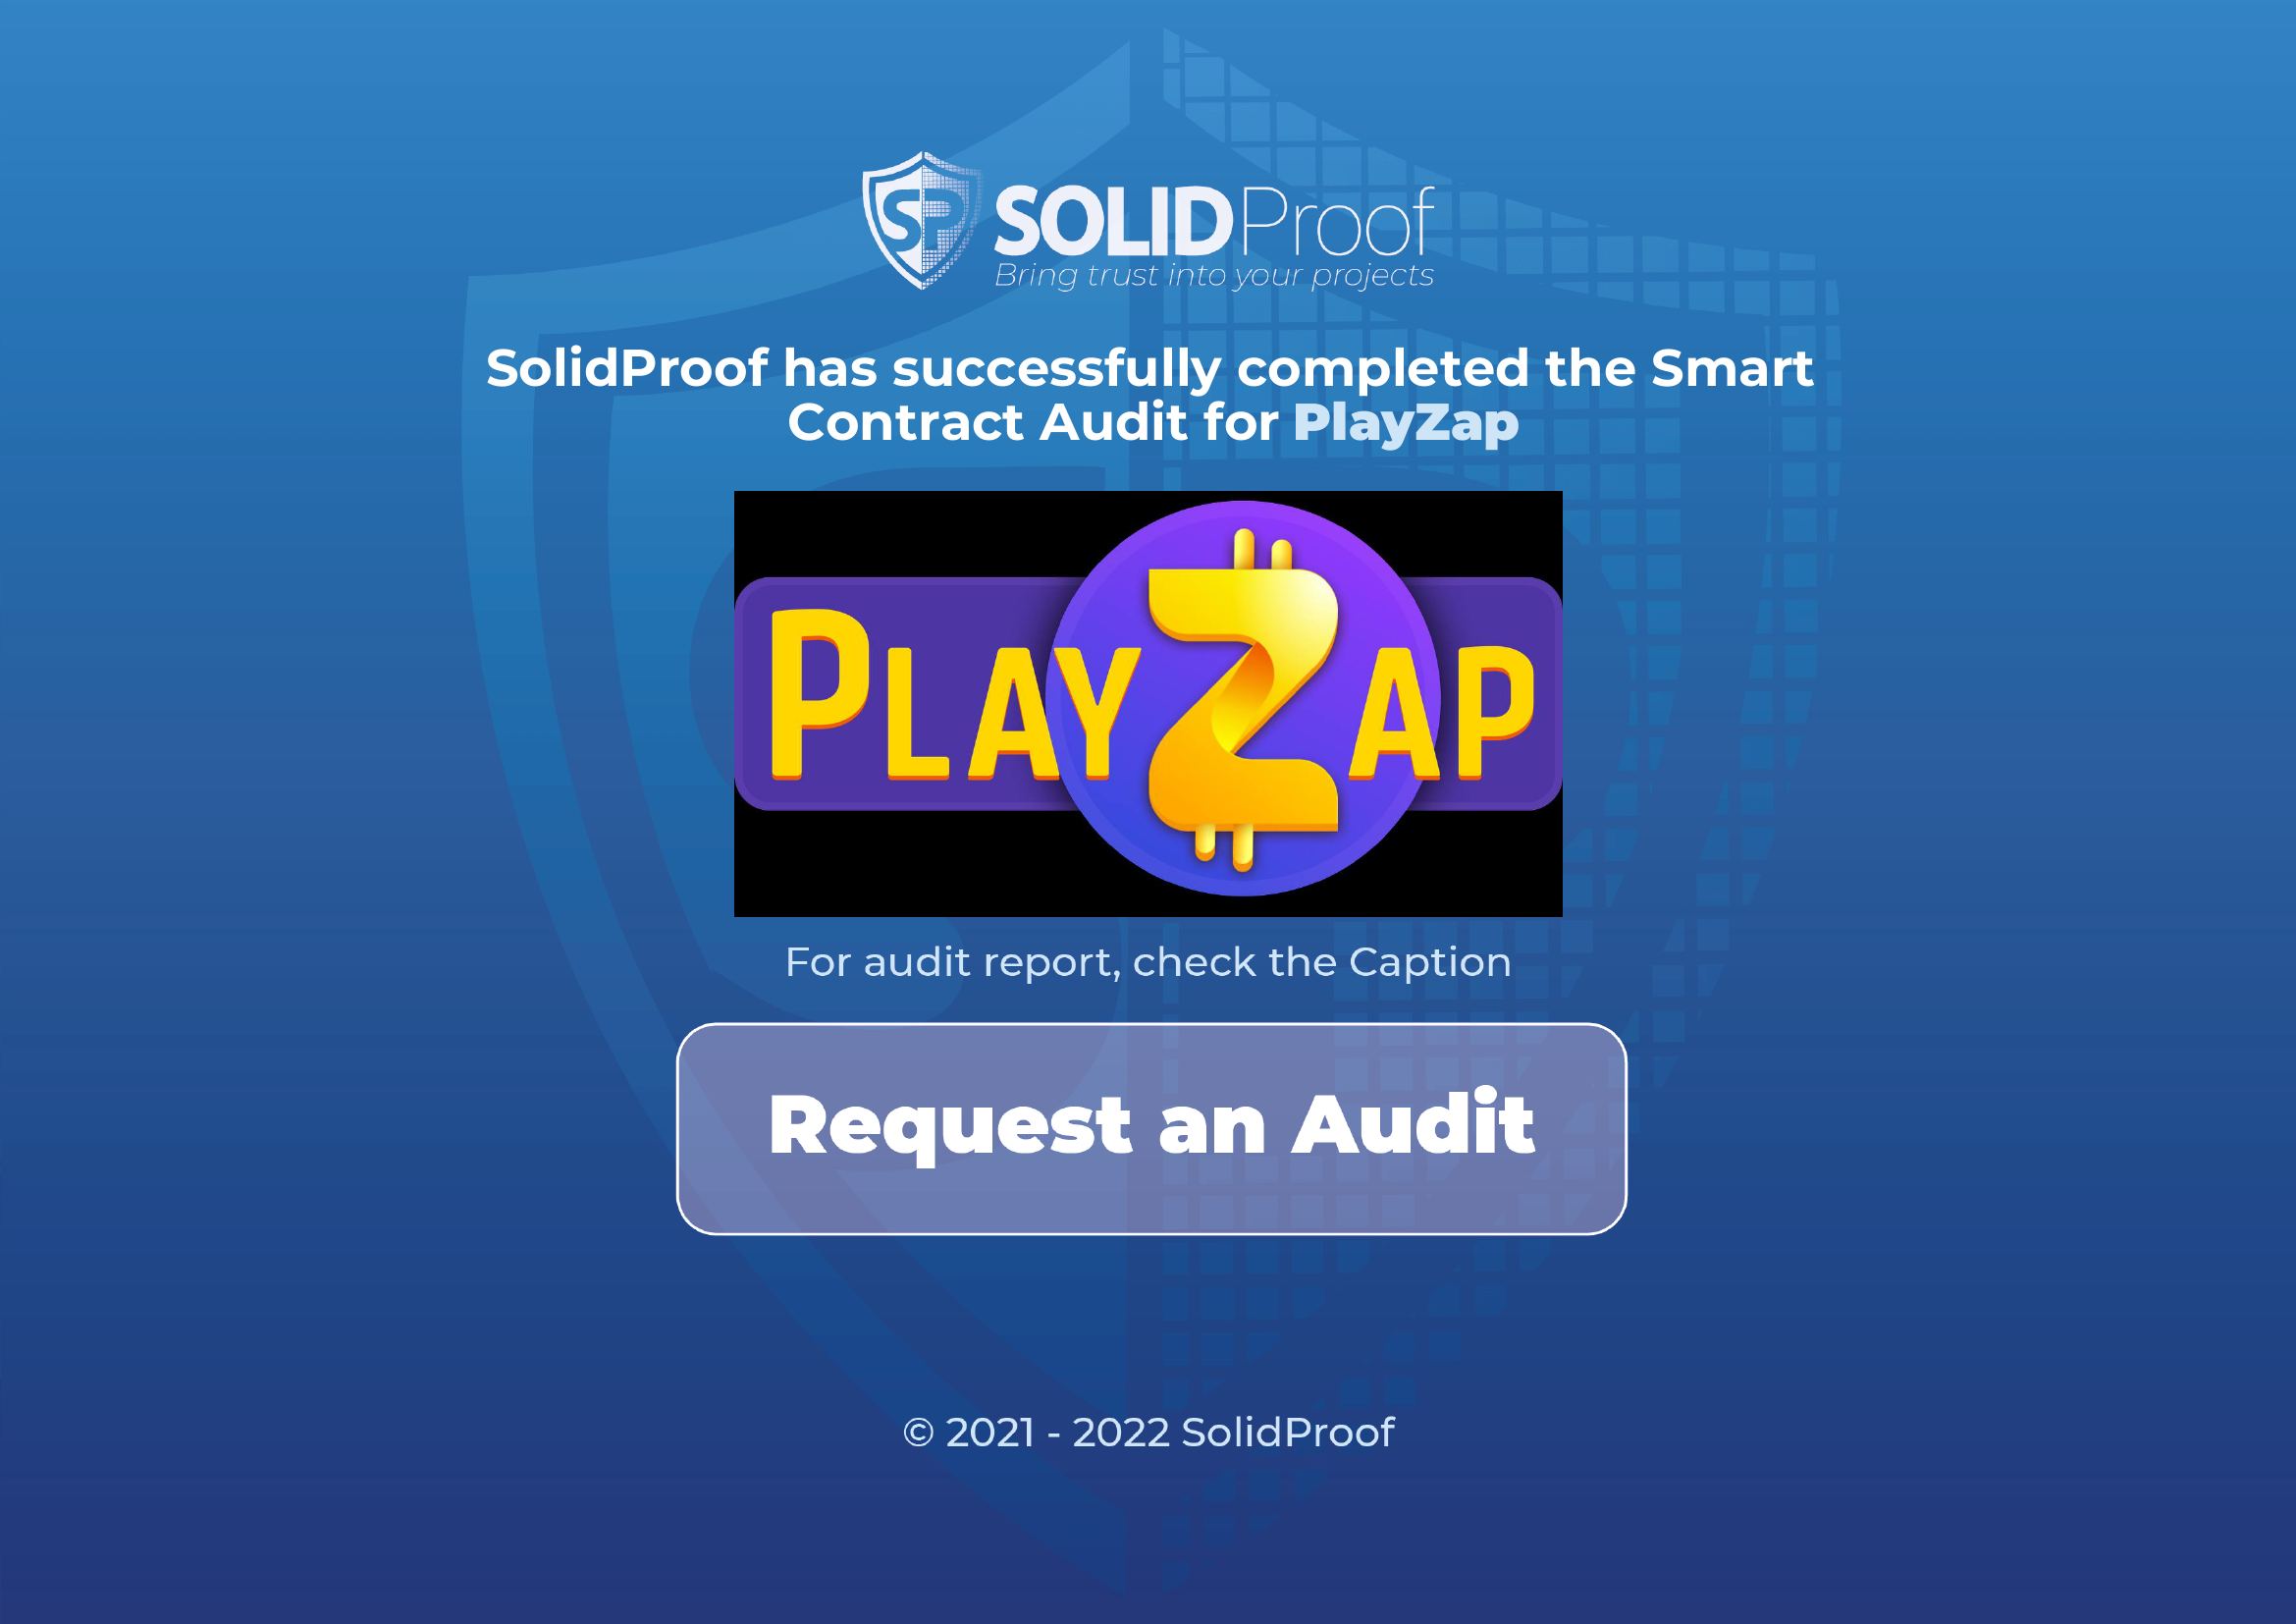 SP SOLIDProof
Bring trust into your projects
SolidProof has successfully completed the Smart
Contract Audit for PlayZap
PLAYZAP
For audit report, check the Caption
Request an Audit
© 2021 - 2022 SolidProof